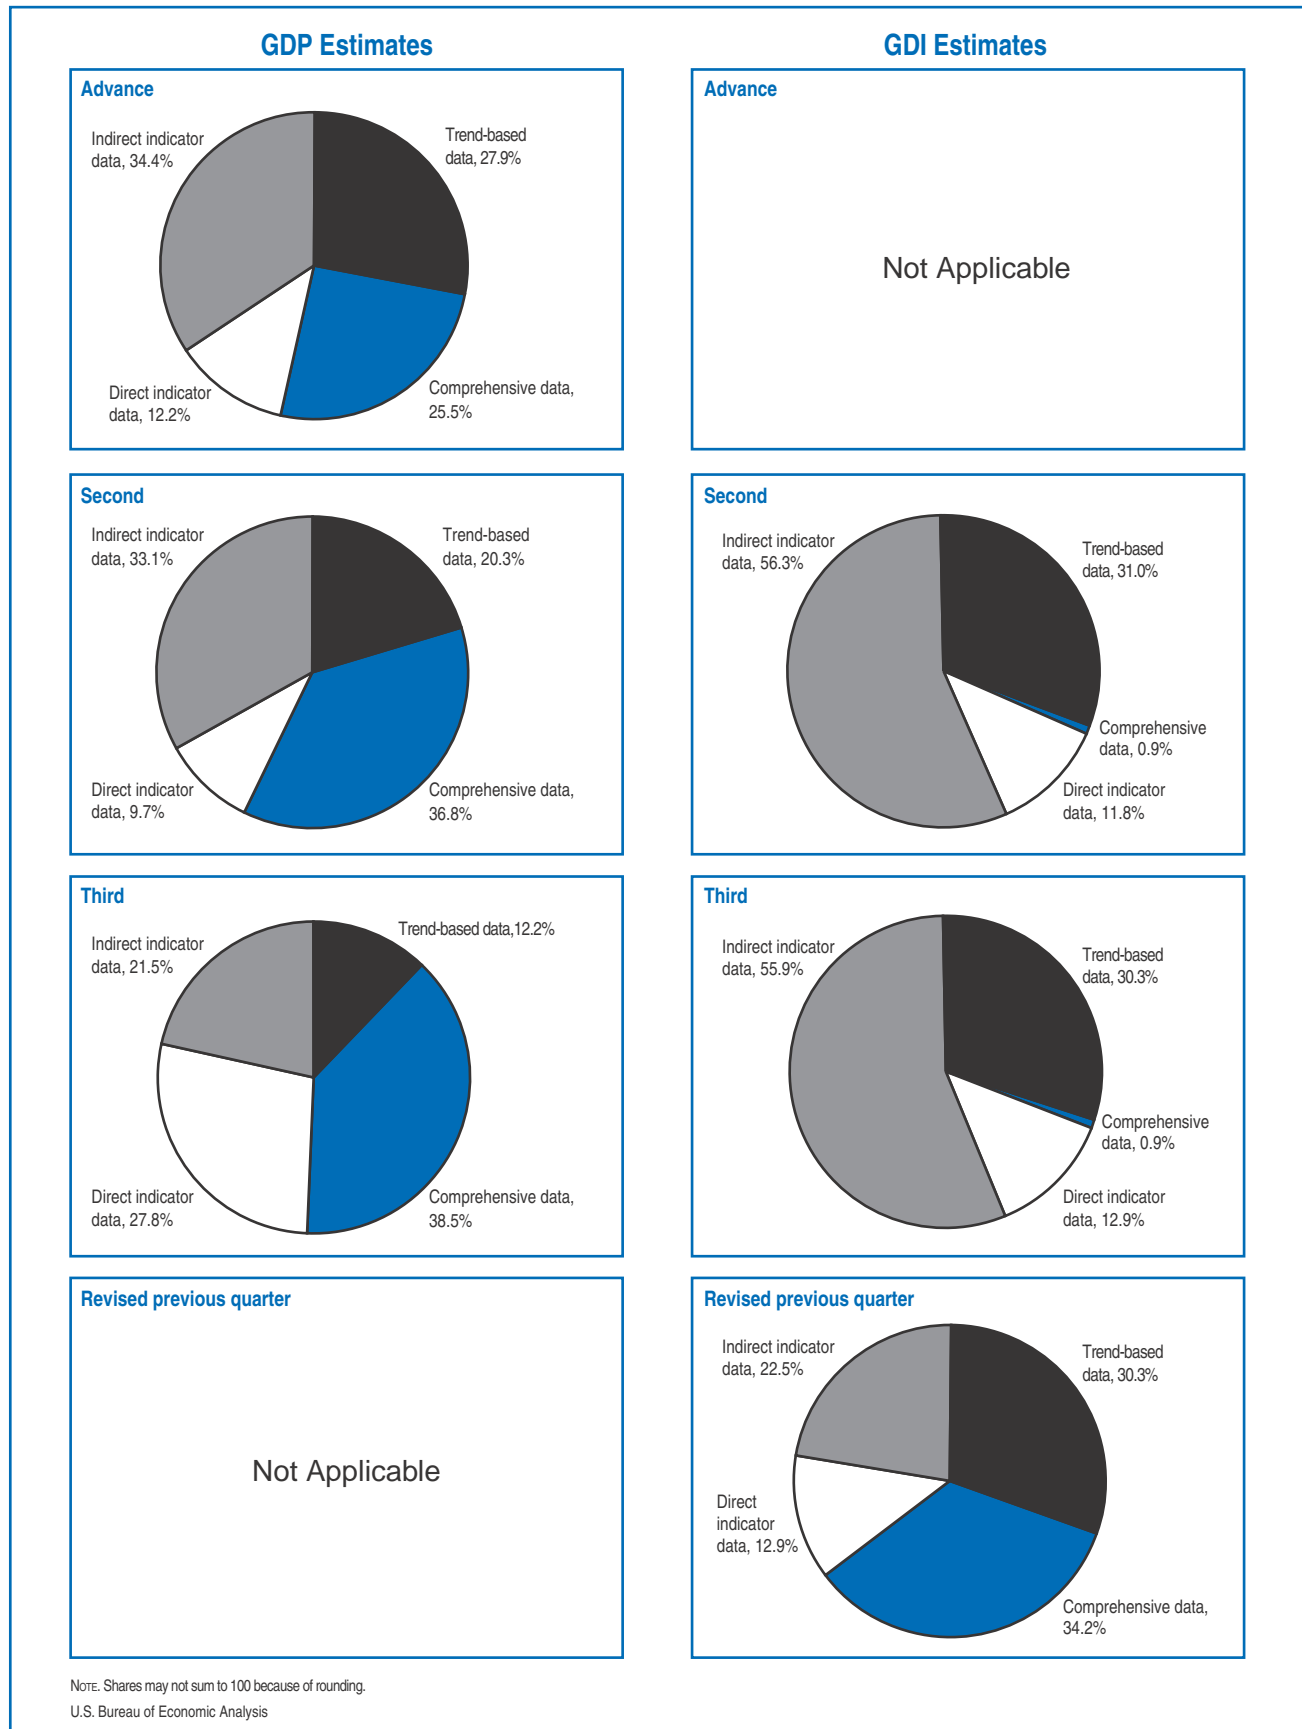 GDP Estimates
GDI Estimates
Advance
Indirect indicator
data, 34.4%
Trend-based
data, 27.9%
Direct indicator
data, 12.2%
Comprehensive data,
25.5%
Advance
Not Applicable
Second
Indirect indicator
data, 33.1%
Trend-based
data, 20.3%
Direct indicator
data, 9.7%
Comprehensive data,
36.8%
Second
Indirect indicator
data, 56.3%
Trend-based
data, 31.0%
Comprehensive
data, 0.9%
Direct indicator
data, 11.8%
Third
Indirect indicator
data, 21.5%
Trend-based data,12.2%
Direct indicator
data, 27.8%
Comprehensive data,
38.5%
Third
Indirect indicator
data, 55.9%
Trend-based
data, 30.3%
Comprehensive
data, 0.9%
Direct indicator
data, 12.9%
Revised previous quarter
Not Applicable
Revised previous quarter
Indirect indicator
data, 22.5%
Trend-based
data, 30.3%
Direct
indicator
data, 12.9%
Comprehensive data,
34.2%
NOTE. Shares may not sum to 100 because of rounding.
U.S. Bureau of Economic Analysis